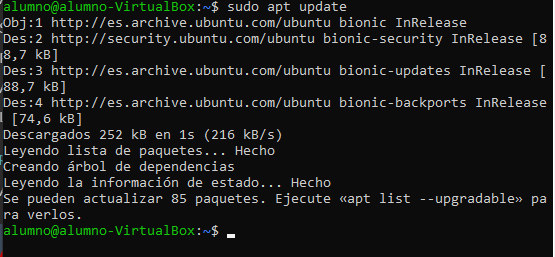 alumno@alumno-VirtualBox:~$ sudo apt update
Obj:1 http://es.archive.ubuntu.com/ubuntu bionic InRelease
Des:2 http://security.ubuntu.com/ubuntu bionic-security InRelease [8
8,7 kB]
Des:3 http://es.archive.ubuntu.com/ubuntu bionic-updates InRelease [
88,7 kB]
Des:4 http://es.archive.ubuntu.com/ubuntu bionic-backports InRelease
 [74,6 kB]
Descargados 252 kB en 1s (216 kB/s)
Leyendo lista de paquetes... Hecho
Creando árbol de dependencias
Leyendo la información de estado... Hecho
Se pueden actualizar 85 paquetes. Ejecute «apt list --upgradable» pa
ra verlos.
alumno@alumno-VirtualBox:~$